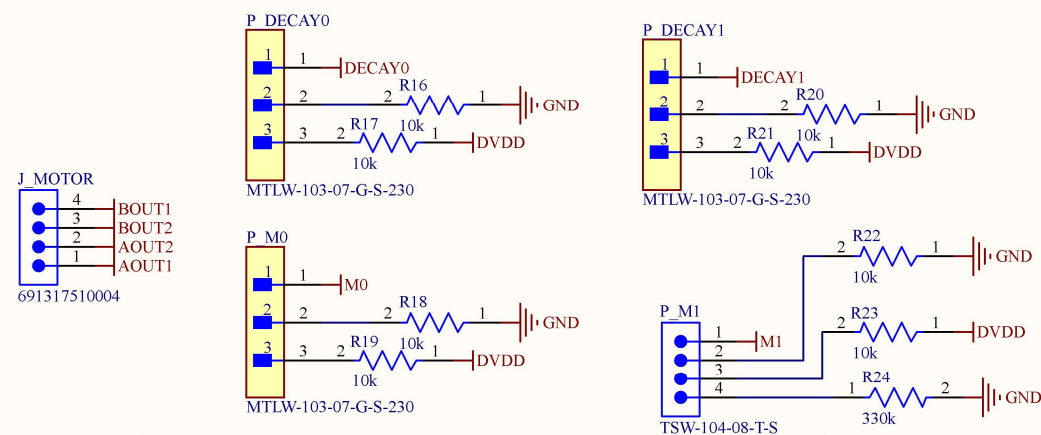 P_DECAY0
1 1 DECAY0
R16
2 2 2 1 GND
R17 10k
3 3 2 1 DVDD
10k
MTLW-103-07-G-S-230
P_DECAY1
1 1 DECAY1
R20
2 2 2 1 GND
R21 10k
3 3 2 1 DVDD
10k
MTLW-103-07-G-S-230
J_MOTOR
4 BOUT1
3 BOUT2
2 AOUT2
1 AOUT1
691317510004
P_M0
1 1 M0
R18
2 2 2 1 GND
R19 10k
3 3 2 1 DVDD
10k
MTLW-103-07-G-S-230
R22
2 1 GND
10k
P_M1
R23
1 M1
2 1 DVDD
2
10k
3
R24
4 1 2 GND
330k
TSW-104-08-T-S